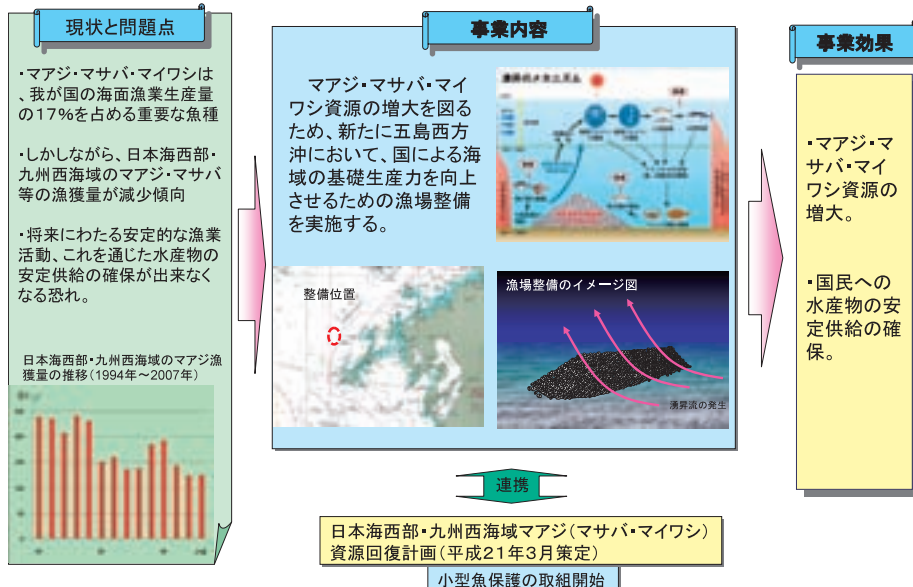 現状と問題点
・マアジ・マサバ・マイワシは
、我が国の海面漁業生産量
の17%を占める重要な魚種
・しかしながら、日本海西部・
九州西海域のマアジ・マサバ
等の漁獲量が減少傾向
・将来にわたる安定的な漁業
活動、これを通じた水産物の
安定供給の確保が出来なく
なる恐れ。
日本海西部・九州西海域のマアジ漁
獲量の推移(1994年～2007年)
事業内容
マアジ・マサバ・マイ
ワシ資源の増大を図る
ため、新たに五島西方
沖において、国による海
域の基礎生産力を向上
させるための漁場整備
を実施する。
湧昇のメカニズム
整備位置
漁場整備のイメージ図
湧昇流の発生
連携
日本海西部・九州西海域マアジ(マサバ・マイワシ)
資源回復計画(平成21年3月策定)
小型魚保護の取組開始
事業効果
・マアジ・マ
サバ・マイ
ワシ資源の
増大。
・国民への
水産物の安
定供給の確
保。